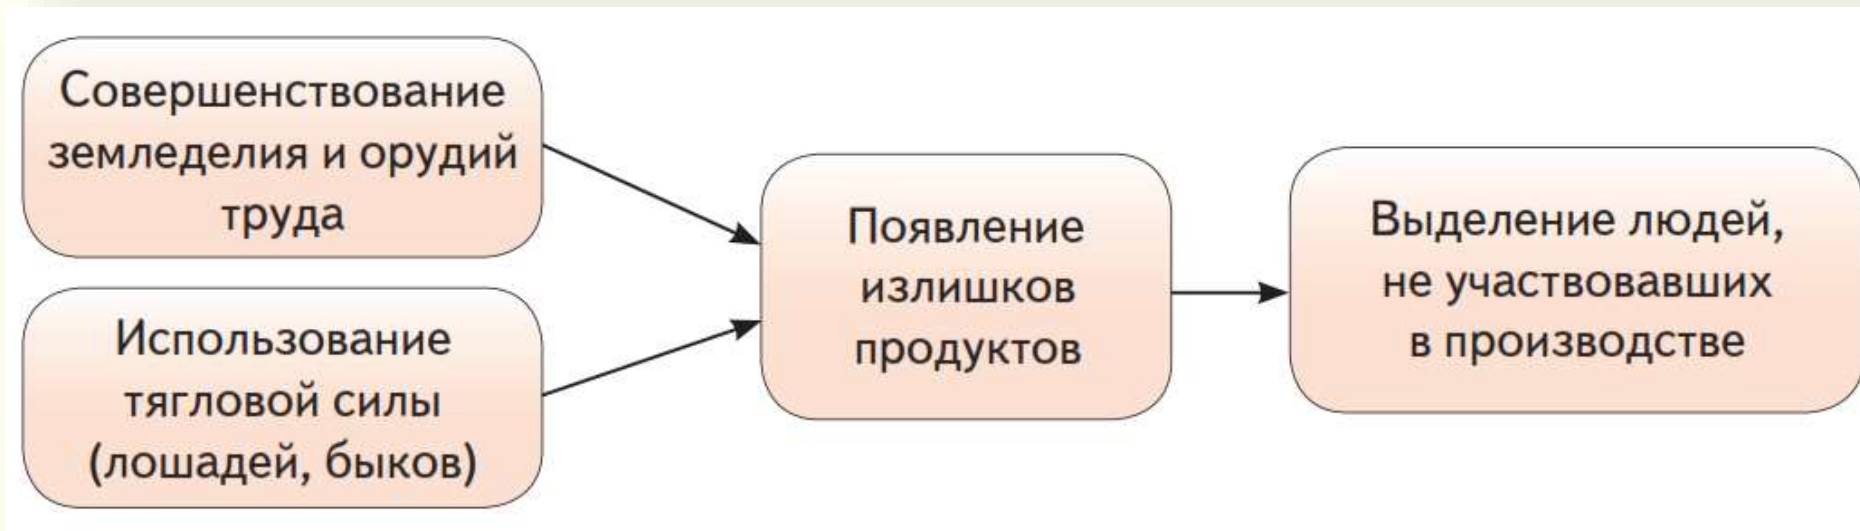 Совершенствование
земледелия и орудий
труда
Использование
тягловой силы
(лошадей, быков)
Появление
излишков
продуктов
Выделение людей,
не участвовавших
в производстве